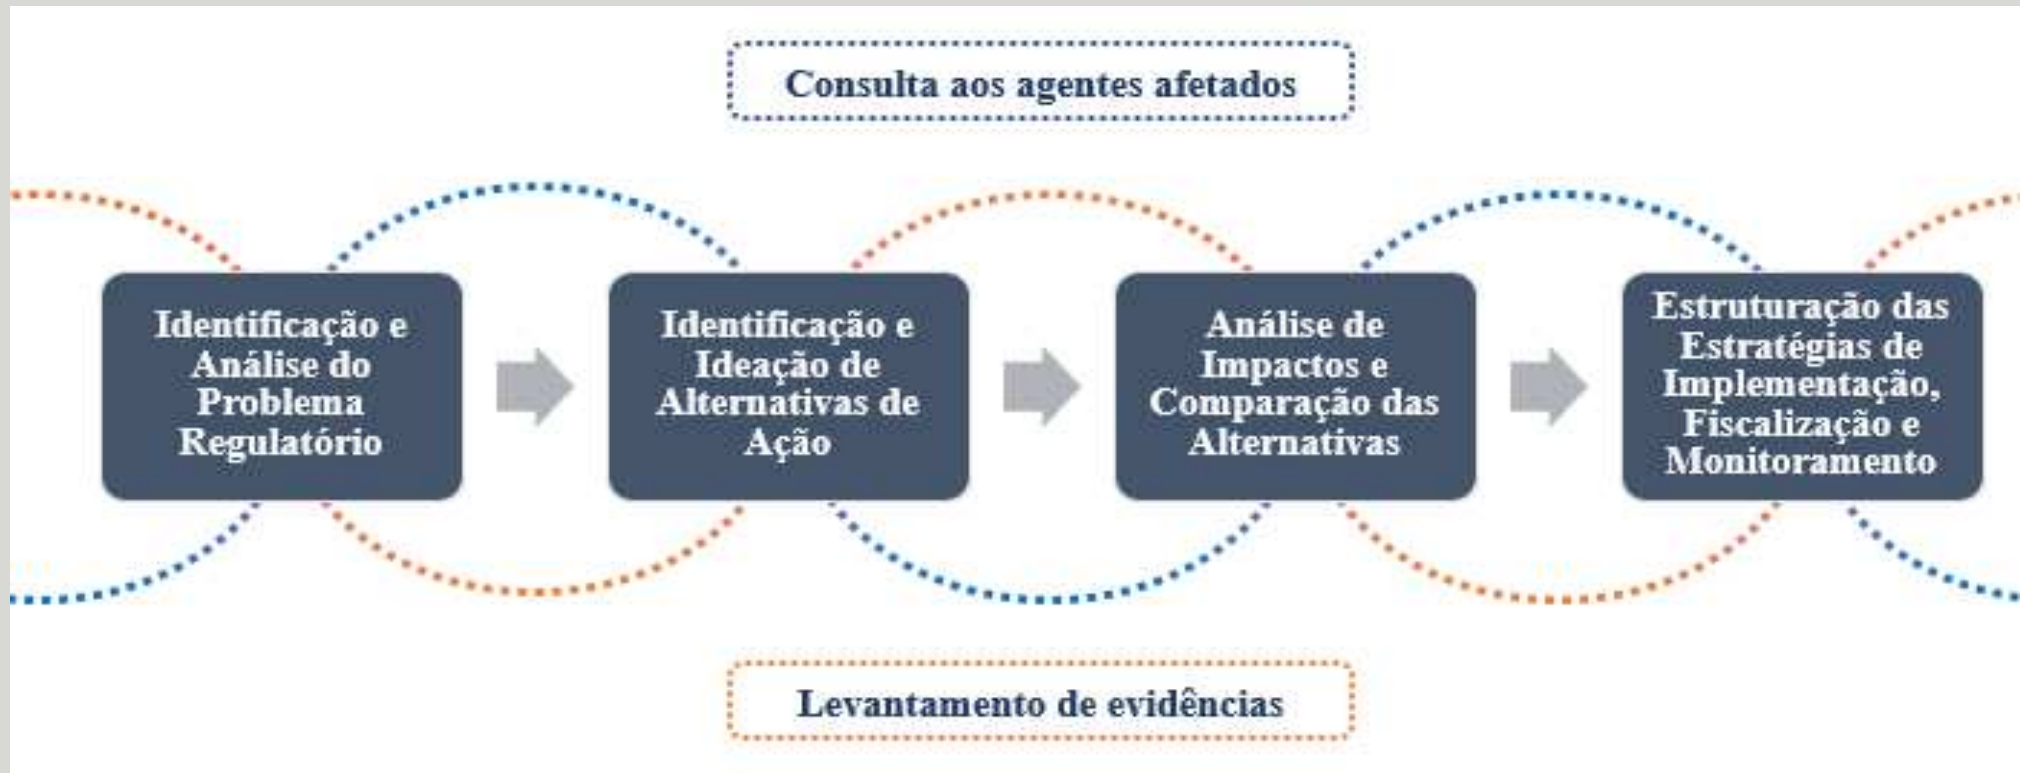 Consulta aos agentes afetados
Identificação e
Análise do
Problema
Regulatório
Identificação e
Ideação de
Alternativas de
Ação
Análise de
Impactos e
Comparação das
Alternativas
Estruturação das
Estratégias de
Implementação,
Fiscalização e
Monitoramento
Levantamento de evidências